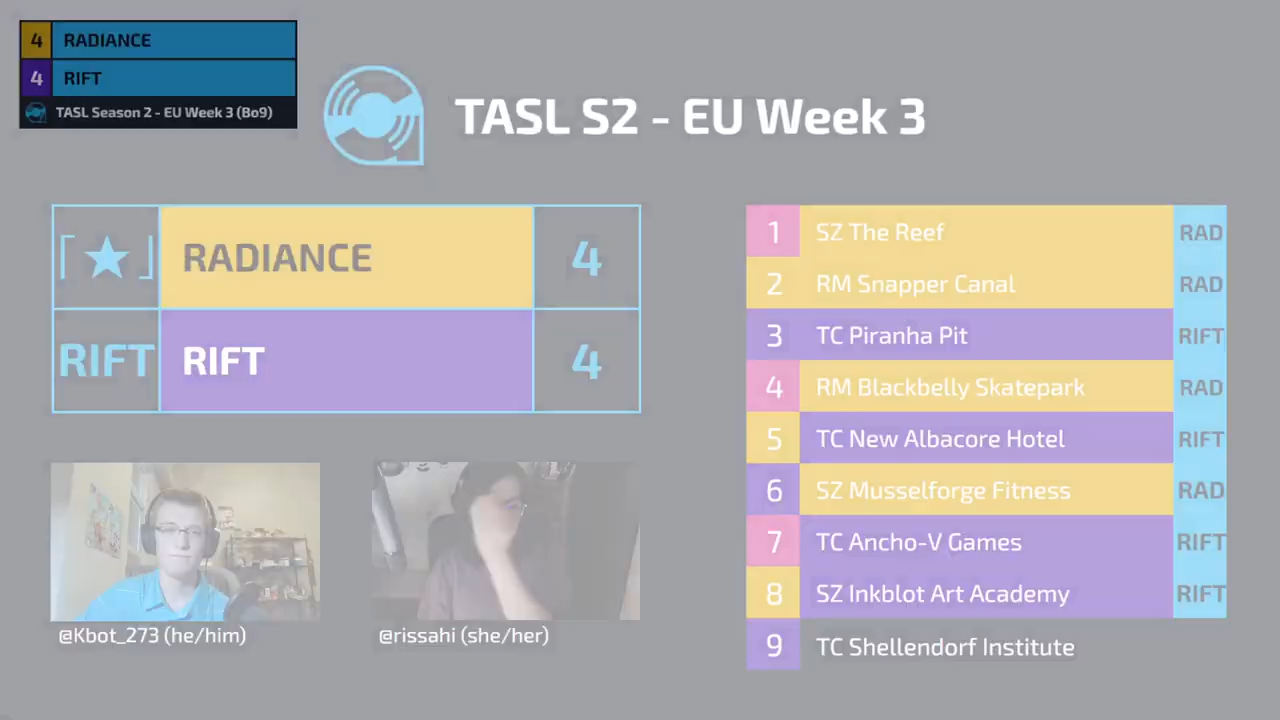 4 RADIANCE
4 RIFT
TASL Season 2 - EU Week 3 (Bo9)
TASL S2 - EU Week 3
「★」 RADIANCE 4
RIFT RIFT 4
1 SZ The Reef RAD
2 RM Snapper Canal RAD
3 TC Piranha Pit RIFT
4 RM Blackbelly Skatepark RAD
5 TC New Albacore Hotel RIFT
6 SZ Musselforge Fitness RAD
7 TC Ancho-V Games RIFT
8 SZ Inkblot Art Academy RIFT
9 TC Shellendorf Institute
@Kbot_273 (he/him)
@rissahi (she/her)